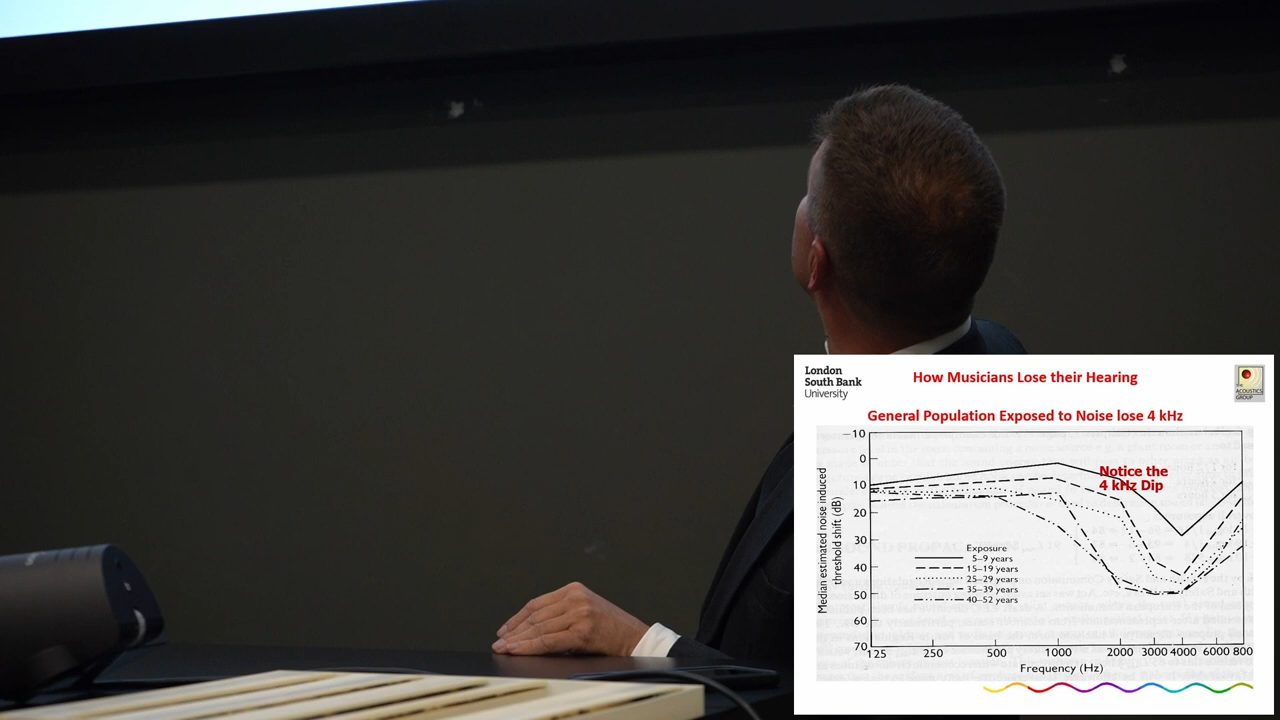 London
South Bank
University
How Musicians Lose their Hearing
THE
ACOUSTICS
GROUP
General Population Exposed to Noise lose 4 kHz
Notice the
4 kHz Dip
Median estimated noise induced
threshold shift (dB)
−10
0
10
20
30
40
50
60
70
Exposure
5–9 years
15–19 years
25–29 years
35–39 years
40–52 years
125 250 500 1000 2000 3000 4000 6000 800
Frequency (Hz)